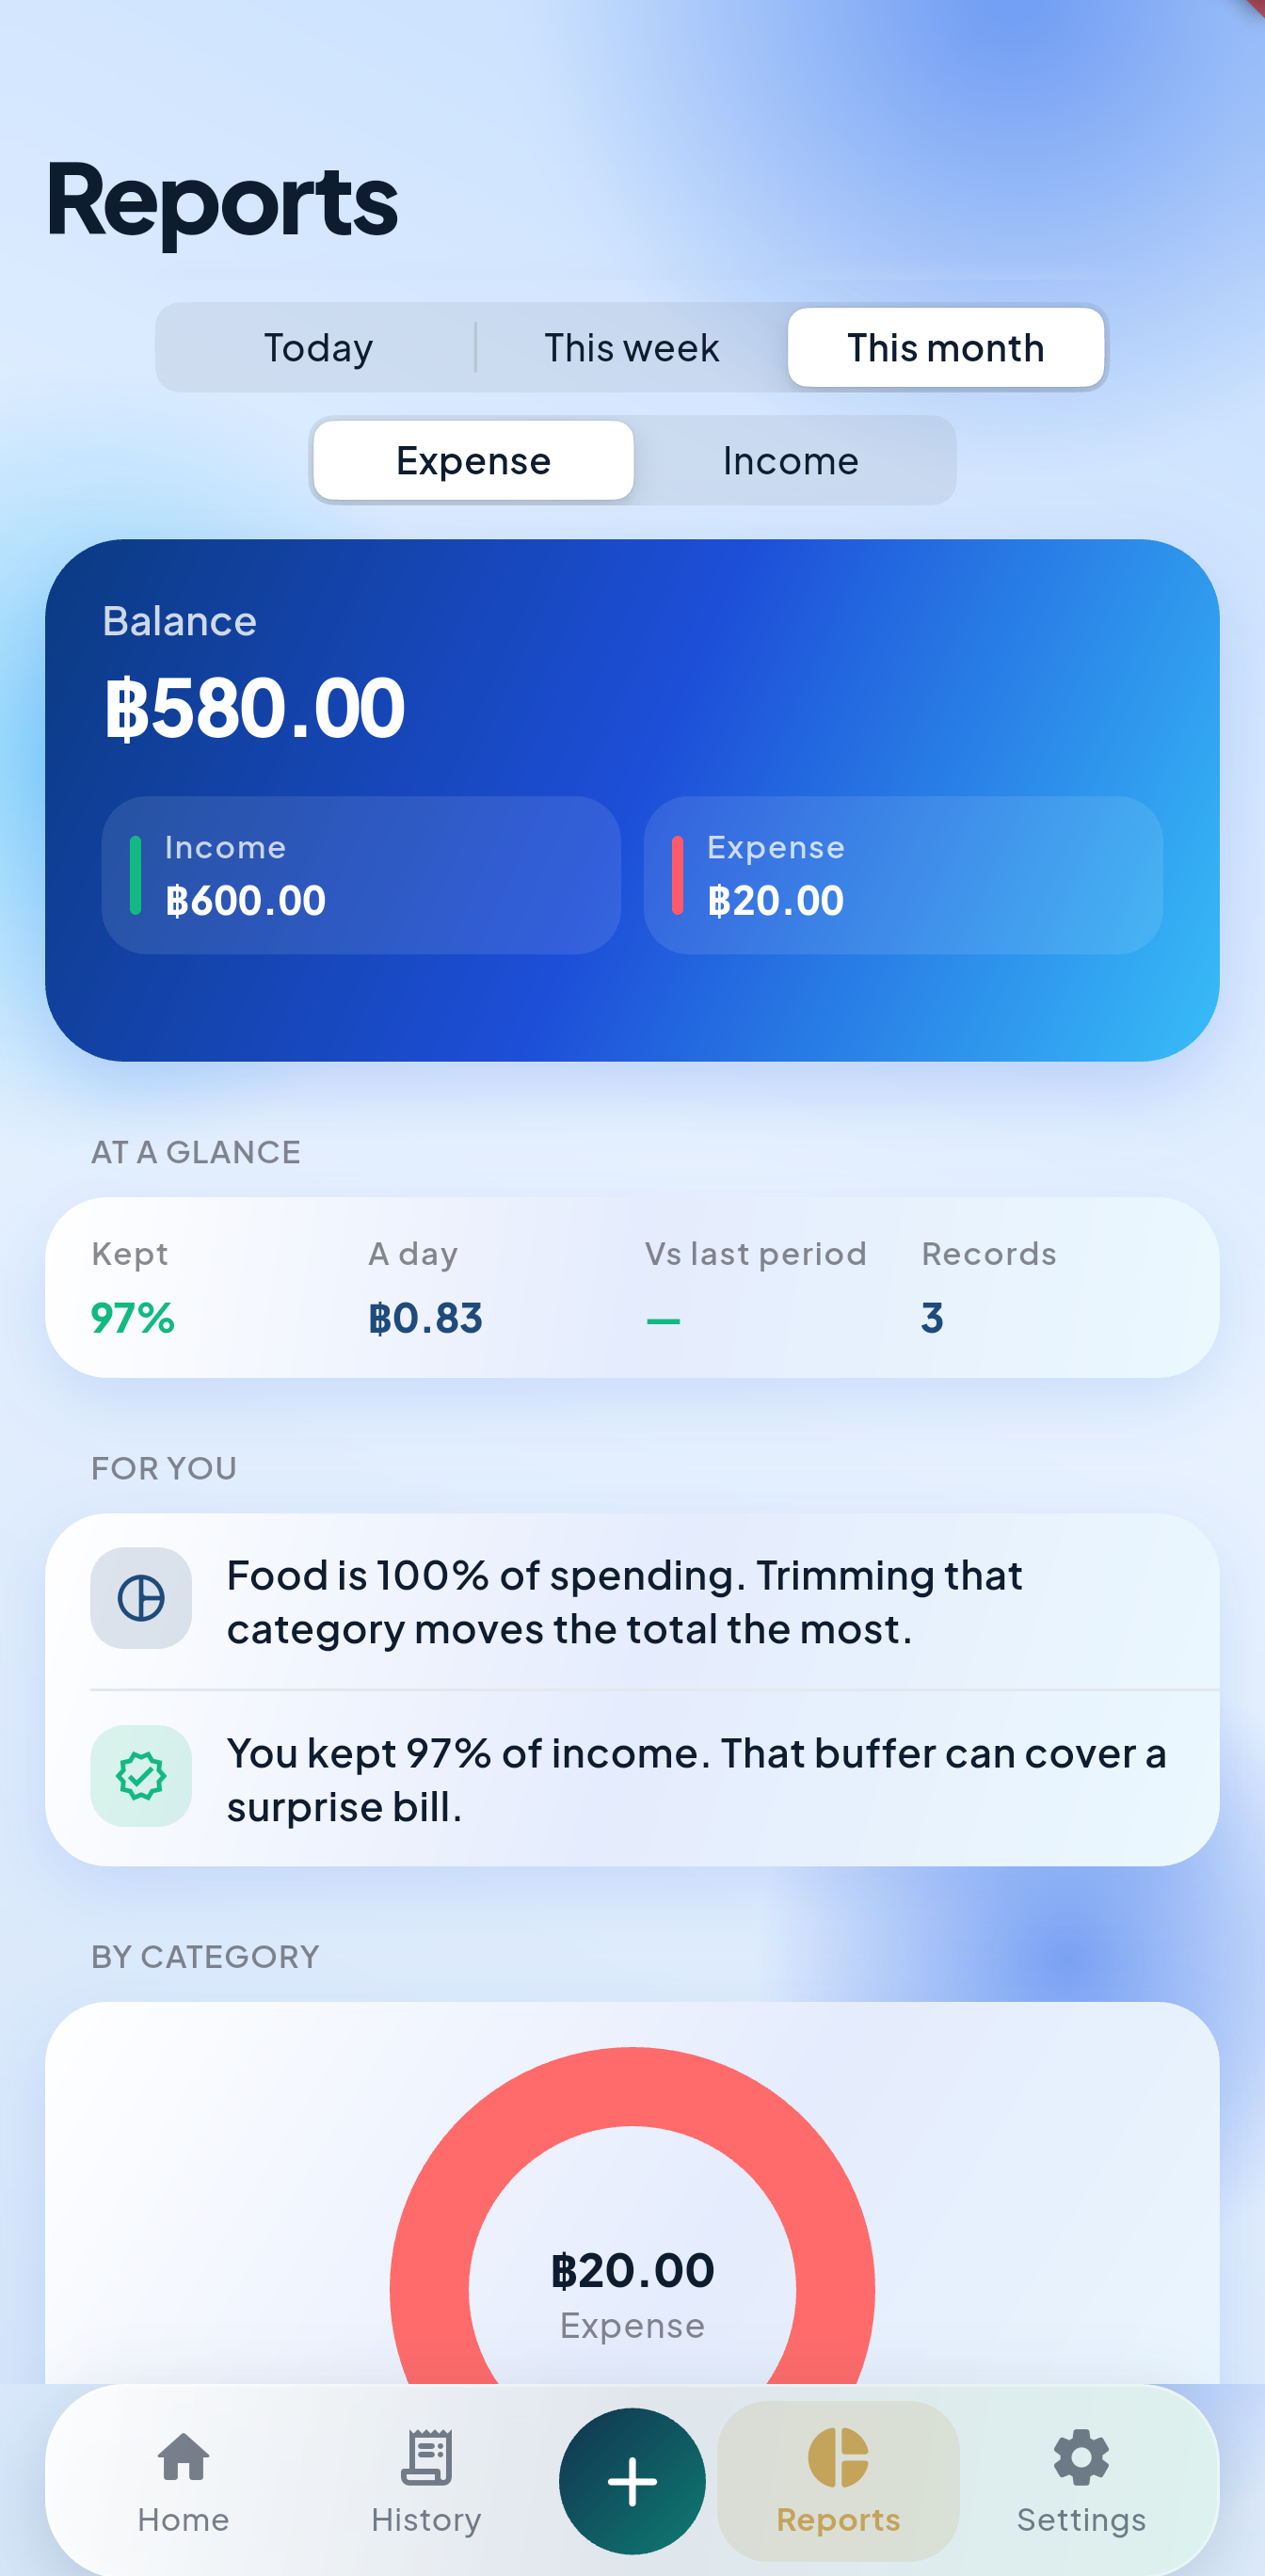 Reports
Today
This week
This month
Expense
Income
Balance
฿580.00
Income
฿600.00
Expense
฿20.00
AT A GLANCE
Kept
A day
Vs last period
Records
97%
฿0.83
—
3
FOR YOU
Food is 100% of spending. Trimming that
category moves the total the most.
You kept 97% of income. That buffer can cover a
surprise bill.
BY CATEGORY
฿20.00
Expense
Home
History
Reports
Settings